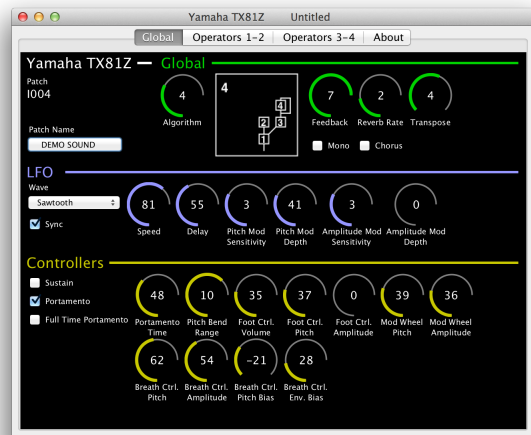 Yamaha TX81Z Untitled
Global Operators 1-2 Operators 3-4 About
Yamaha TX81Z Global
Patch
I004
4
Algorithm
4
4
2 3
1
7 2 4
Feedback Reverb Rate Transpose
Mono Chorus
Patch Name
DEMO SOUND
LFO
Wave
Sawtooth
Sync
81 55 3 41 3 0
Speed Delay Pitch Mod Sensitivity Pitch Mod Depth Amplitude Mod Sensitivity Amplitude Mod Depth
Controllers
Sustain
Portamento
Full Time Portamento
48 10 35 37 0 39 36
Portamento Time Pitch Bend Range Foot Ctrl. Volume Foot Ctrl. Pitch Foot Ctrl. Amplitude Mod Wheel Pitch Mod Wheel Amplitude
62 54 -21 28
Breath Ctrl. Pitch Breath Ctrl. Amplitude Breath Ctrl. Pitch Bias Breath Ctrl. Env. Bias